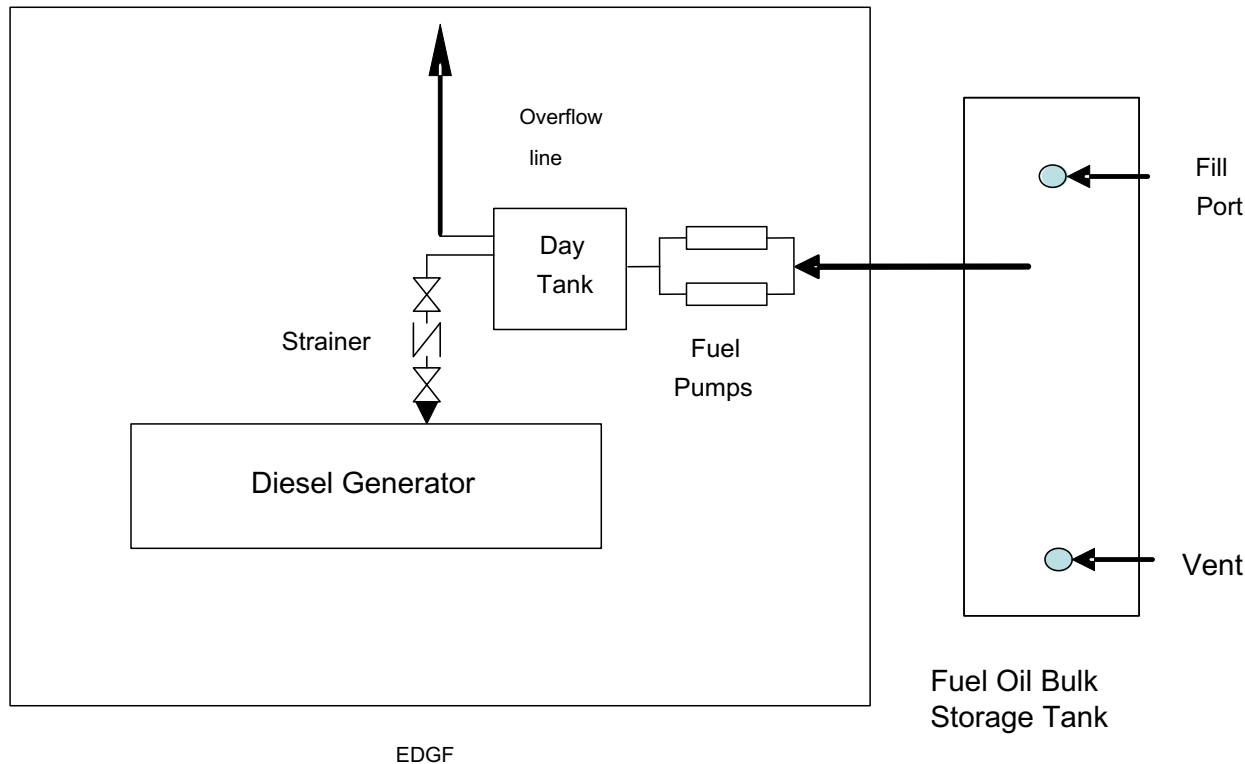 Overflow
line
Fill
Port
Day
Tank
Strainer
Fuel
Pumps
Diesel Generator
Vent
Fuel Oil Bulk
Storage Tank
EDGF